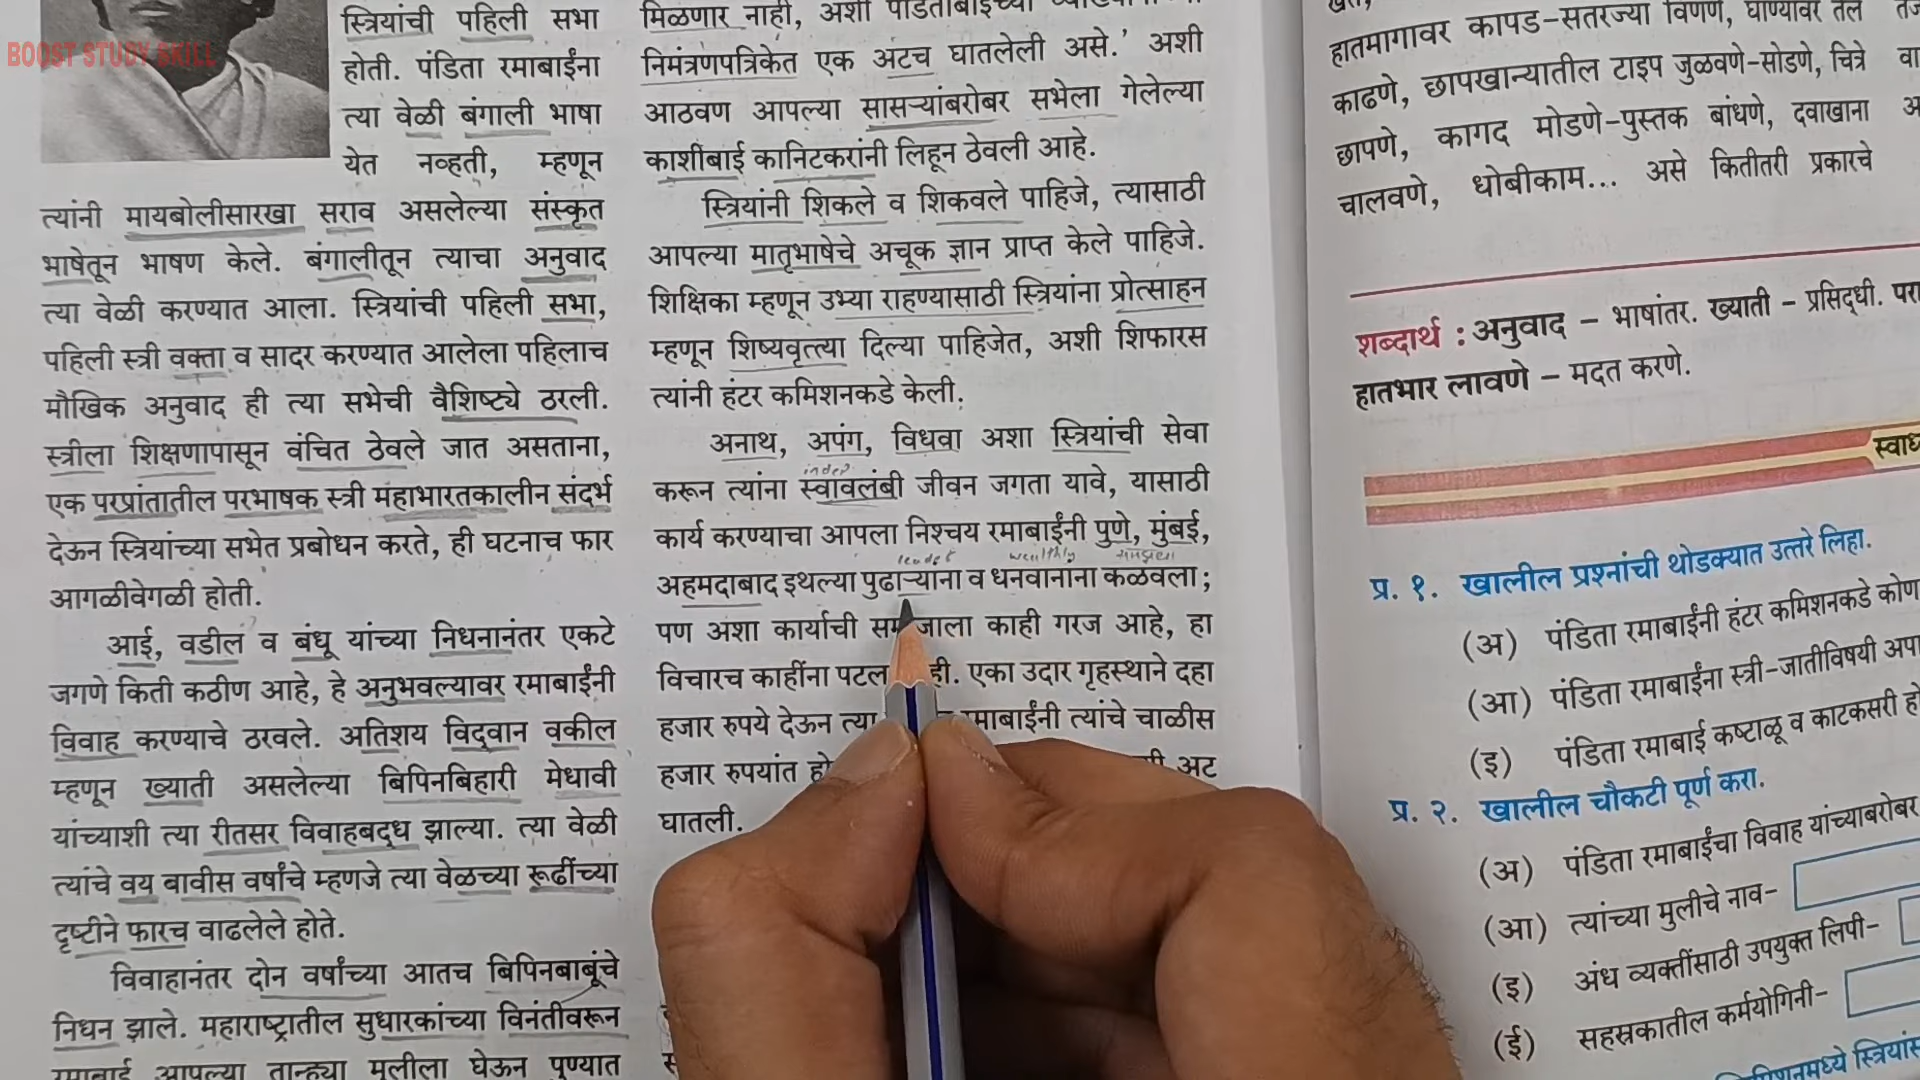 BOOST STUDY SKILL
स्त्रियांची पहिली सभा
होती. पंडिता रमाबाईंना
त्या वेळी बंगाली भाषा
येत नव्हती, म्हणून
त्यांनी मायबोलीसारखा सराव असलेल्या संस्कृत
भाषेतून भाषण केले. बंगालीतून त्याचा अनुवाद
त्या वेळी करण्यात आला. स्त्रियांची पहिली सभा,
पहिली स्त्री वक्ता व सादर करण्यात आलेला पहिलाच
मौखिक अनुवाद ही त्या सभेची वैशिष्ट्ये ठरली.
स्त्रीला शिक्षणापासून वंचित ठेवले जात असताना,
एक परप्रांतातील परभाषक स्त्री महाभारतकालीन संदर्भ
देऊन स्त्रियांच्या सभेत प्रबोधन करते, ही घटनाच फार
आगळीवेगळी होती.
आई, वडील व बंधू यांच्या निधनानंतर एकटे
जगणे किती कठीण आहे, हे अनुभवल्यावर रमाबाईंनी
विवाह करण्याचे ठरवले. अतिशय विद्वान वकील
म्हणून ख्याती असलेल्या बिपिनबिहारी मेधावी
यांच्याशी त्या रीतसर विवाहबद्ध झाल्या. त्या वेळी
त्यांचे वय बावीस वर्षांचे म्हणजे त्या वेळच्या रूढींच्या
दृष्टीने फारच वाढलेले होते.
विवाहानंतर दोन वर्षांच्या आतच बिपिनबाबूंचे
निधन झाले. महाराष्ट्रातील सुधारकांच्या विनंतीवरून
रमाबाई आपल्या तान्ह्या मुलीला घेऊन पुण्यात
मिळणार नाही, अशी पंडिताबाईंच्या
निमंत्रणपत्रिकेत एक अटच घातलेली असे.’ अशी
आठवण आपल्या सासऱ्यांबरोबर सभेला गेलेल्या
काशीबाई कानिटकरांनी लिहून ठेवली आहे.
स्त्रियांनी शिकले व शिकवले पाहिजे, त्यासाठी
आपल्या मातृभाषेचे अचूक ज्ञान प्राप्त केले पाहिजे.
शिक्षिका म्हणून उभ्या राहण्यासाठी स्त्रियांना प्रोत्साहन
म्हणून शिष्यवृत्त्या दिल्या पाहिजेत, अशी शिफारस
त्यांनी हंटर कमिशनकडे केली.
अनाथ, अपंग, विधवा अशा स्त्रियांची सेवा
indep
करून त्यांना स्वावलंबी जीवन जगता यावे, यासाठी
कार्य करण्याचा आपला निश्चय रमाबाईंनी पुणे, मुंबई,
leader wealthly
अहमदाबाद इथल्या पुढाऱ्यांना व धनवानांना कळवला;
पण अशा कार्याची काही गरज आहे, हा
विचारच काहींना एका उदार गृहस्थाने दहा
हजार रुपये देऊन त्या रमाबाईंनी त्यांचे चाळीस
हजार रुपयांत अट
घातली.
हातमागावर कापड-सतरज्या विणणे, घाण्यावर तेल
काढणे, छापखान्यातील टाइप जुळवणे-सोडणे, चित्रे
छापणे, कागद मोडणे-पुस्तक बांधणे, दवाखाना
चालवणे, धोबीकाम... असे कितीतरी प्रकारचे
शब्दार्थ : अनुवाद - भाषांतर. ख्याती - प्रसिद्धी.
हातभार लावणे - मदत करणे.
प्र. १. खालील प्रश्नांची थोडक्यात उत्तरे लिहा.
(अ) पंडिता रमाबाईंनी हंटर कमिशनकडे
(आ) पंडिता रमाबाईंना स्त्री-जातीविषयी
(इ) पंडिता रमाबाई कष्टाळू व काटकसरी
प्र. २. खालील चौकटी पूर्ण करा.
(अ) पंडिता रमाबाईंचा विवाह यांच्याबरोबर
(आ) त्यांच्या मुलीचे नाव-
(इ) अंध व्यक्तींसाठी उपयुक्त लिपी-
(ई) सहस्रकातील कर्मयोगिनी-